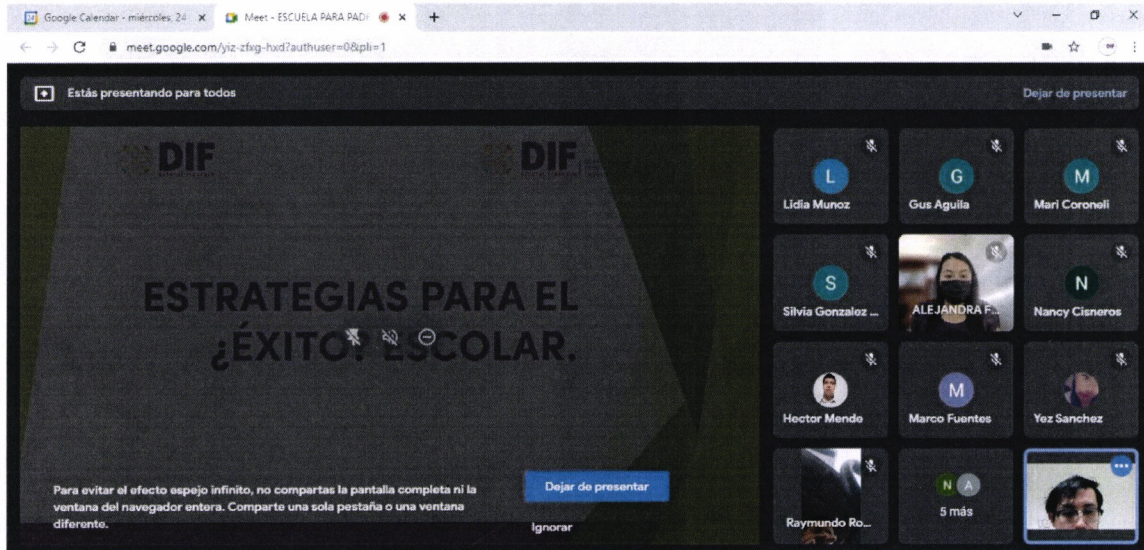 Google Calendar - miércoles, 24
Meet - ESCUELA PARA PADR
meet.google.com/yiz-zfxg-hxd?authuser=0&pli=1
Estás presentando para todos
Dejar de presentar
DIF
DIF
ESTRATEGIAS PARA EL
¿ÉXITO? ESCOLAR.
Para evitar el efecto espejo infinito, no compartas la pantalla completa ni la
ventana del navegador entera. Comparte una sola pestaña o una ventana
diferente.
Dejar de presentar
Ignorar
L
Lidia Munoz
G
Gus Aguila
M
Mari Coroneli
S
Silvia Gonzalez ...
ALEJANDRA F...
N
Nancy Cisneros
Hector Mende
M
Marco Fuentes
Yez Sanchez
Raymundo Ro...
N A
5 más